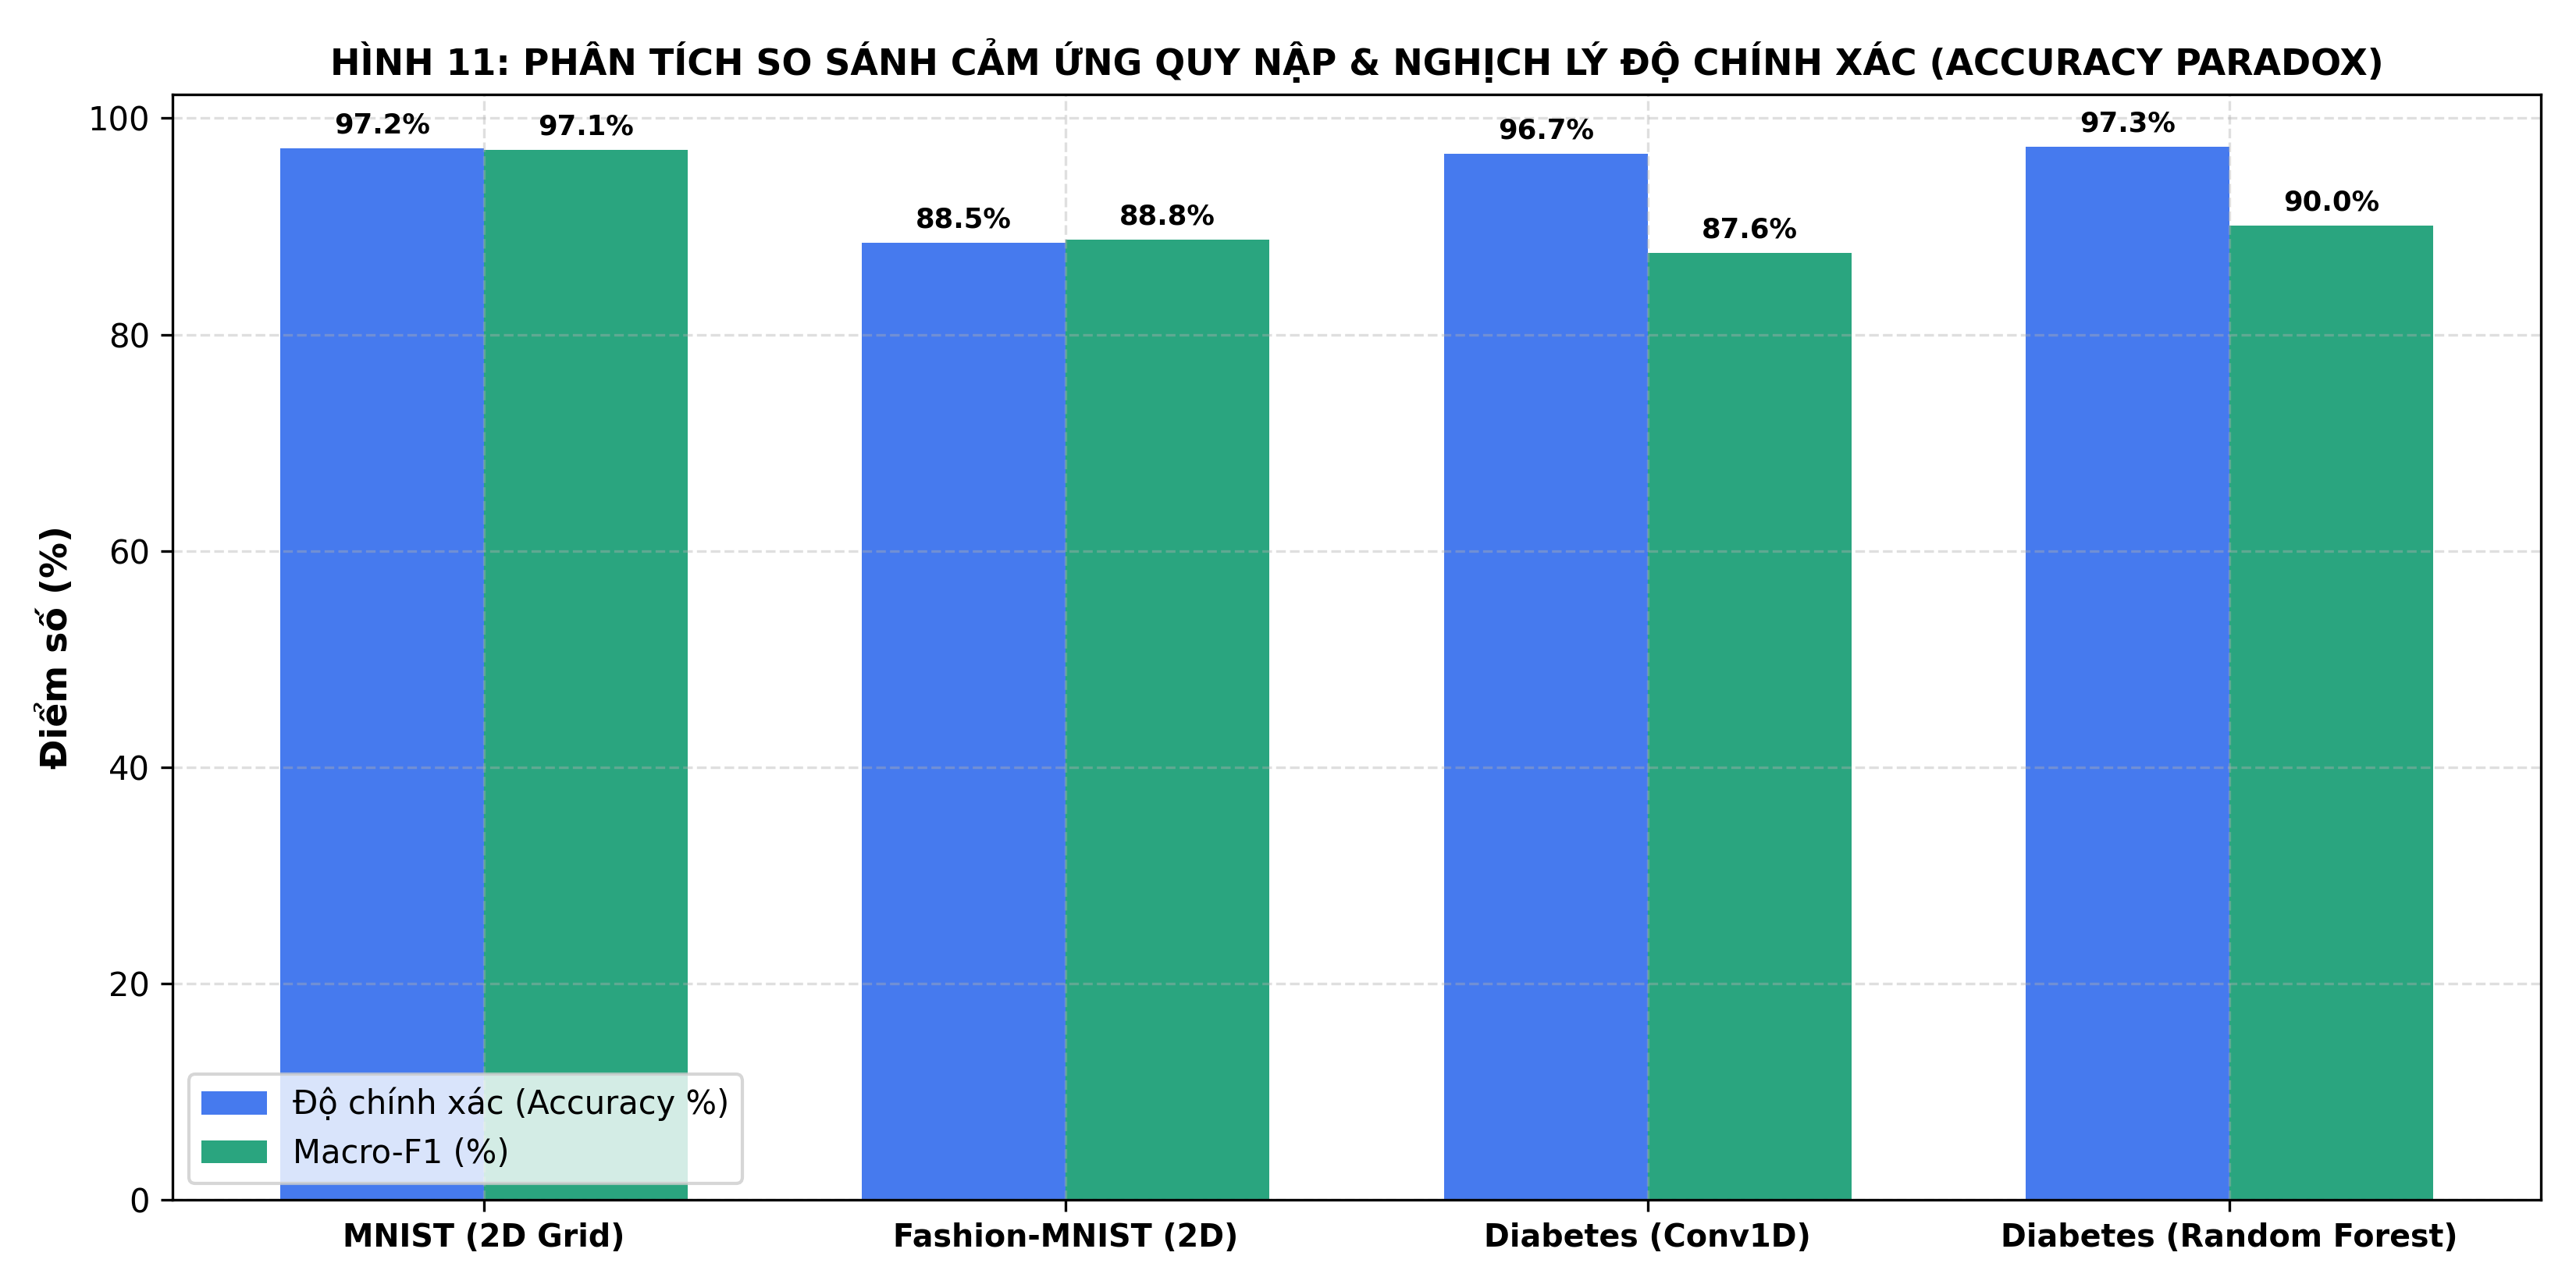 HÌNH 11: PHÂN TÍCH SO SÁNH CẢM ỨNG QUY NẬP & NGHỊCH LÝ ĐỘ CHÍNH XÁC (ACCURACY PARADOX)
Điểm số (%)
100
80
60
40
20
0
97.2%
97.1%
88.5%
88.8%
96.7%
87.6%
97.3%
90.0%
Độ chính xác (Accuracy %)
Macro-F1 (%)
MNIST (2D Grid)
Fashion-MNIST (2D)
Diabetes (Conv1D)
Diabetes (Random Forest)